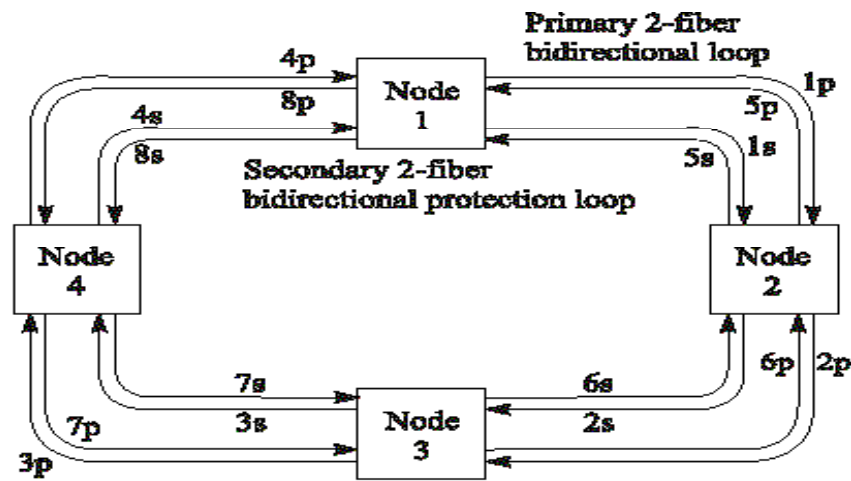 Primary 2-fiber
bidirectional loop
4p
8p
Node
1
1p
5p
4s
8s
5s
1s
Secondary 2-fiber
bidirectional protection loop
Node
4
Node
2
7s
3s
Node
3
6s
2s
6p
2p
7p
3p